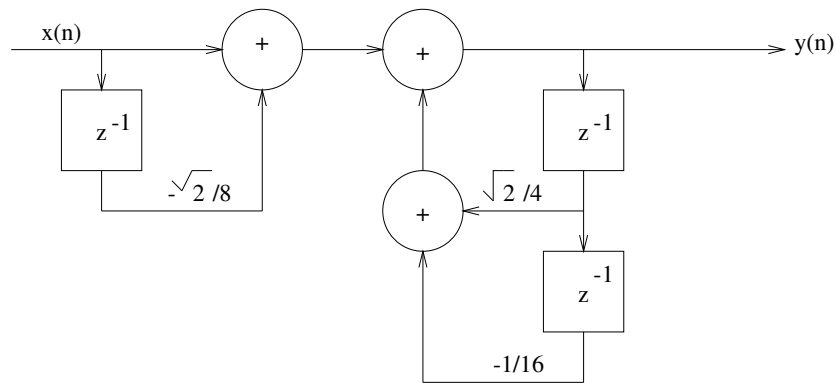 x(n)
+
+
y(n)
z^-1
z^-1
-√2/8
√2/4
+
z^-1
-1/16